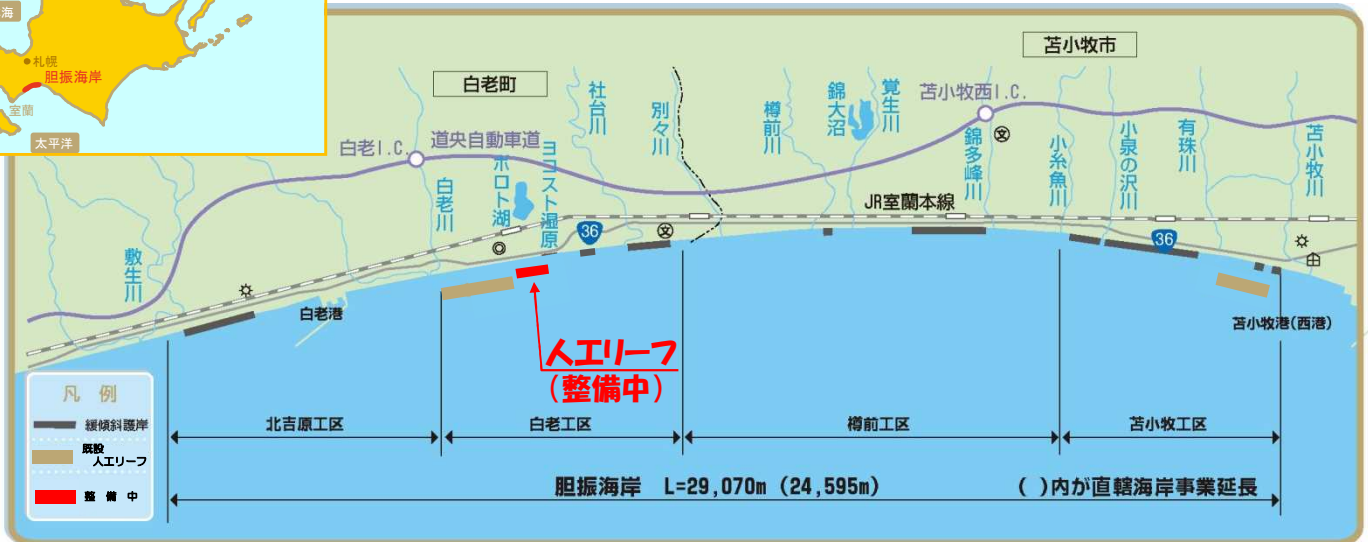 海
札幌
胆振海岸
室蘭
太平洋
白老町
苫小牧市
白老I.C.
道央自動車道
苫小牧西I.C.
敷生川
白老川
ポロト湖
ヨコスト湿原
社台川
別々川
樽前川
錦大沼
覚生川
錦多峰川
小糸魚川
小泉の沢川
有珠川
苫小牧川
JR室蘭本線
36
36
白老港
苫小牧港(西港)
人工リーフ
(整備中)
凡例
緩傾斜護岸
既設
人工リーフ
整備中
北吉原工区
白老工区
樽前工区
苫小牧工区
胆振海岸 L=29,070m (24,595m) ( )内が直轄海岸事業延長